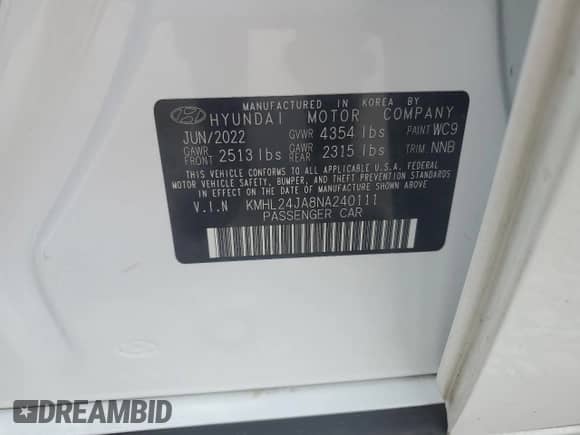 MANUFACTURED IN KOREA BY
HYUNDAI MOTOR COMPANY
JUN/2022 GVWR 4354 lbs PAINT WC9
GAWR FRONT 2513 lbs GAWR REAR 2315 lbs TRIM. NNB
THIS VEHICLE CONFORMS TO ALL APPLICABLE U.S.A. FEDERAL
MOTOR VEHICLE SAFETY, BUMPER, AND THEFT PREVENTION
STANDARDS IN EFFECT ON THE DATE OF MANUFACTURE
SHOWN ABOVE.
V.I.N KMHL24JA8NA240111
PASSENGER CAR
DREAMBID